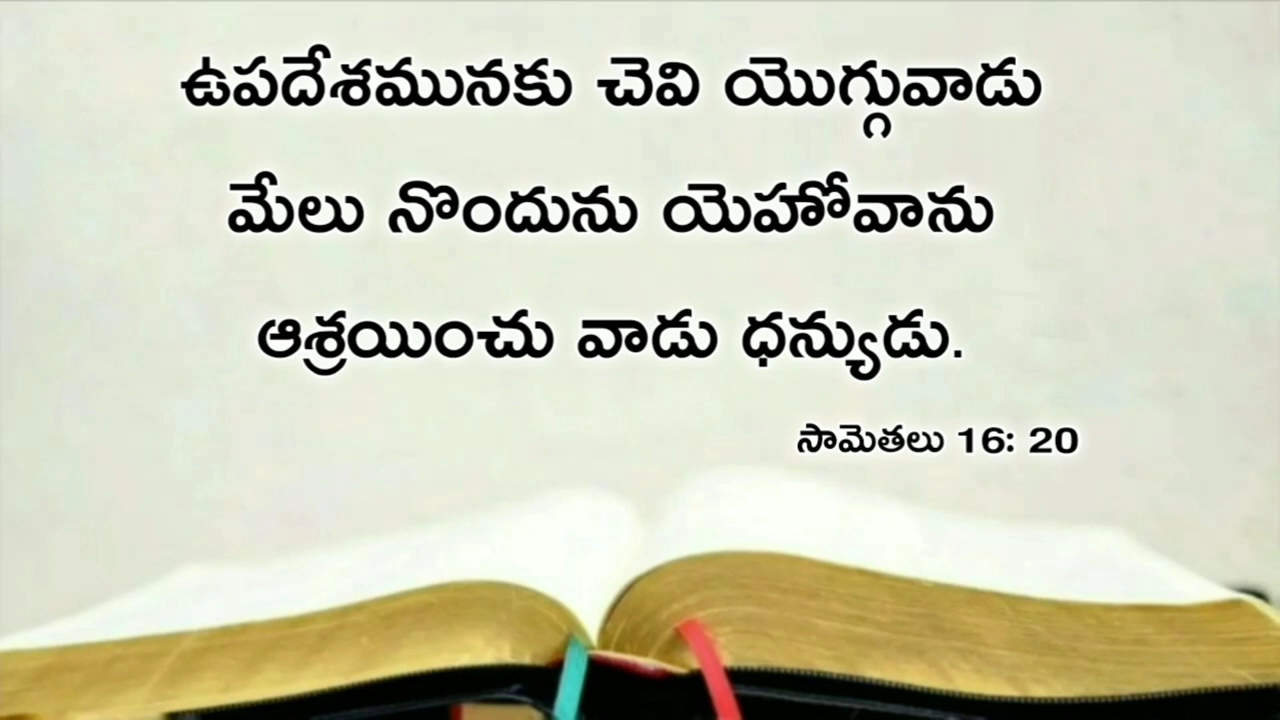 ఉపదేశమునకు చెవి యొగ్గువాడు
మేలు నొందును యెహోవాను
ఆశ్రయించు వాడు ధన్యుడు.
సామెతలు 16: 20